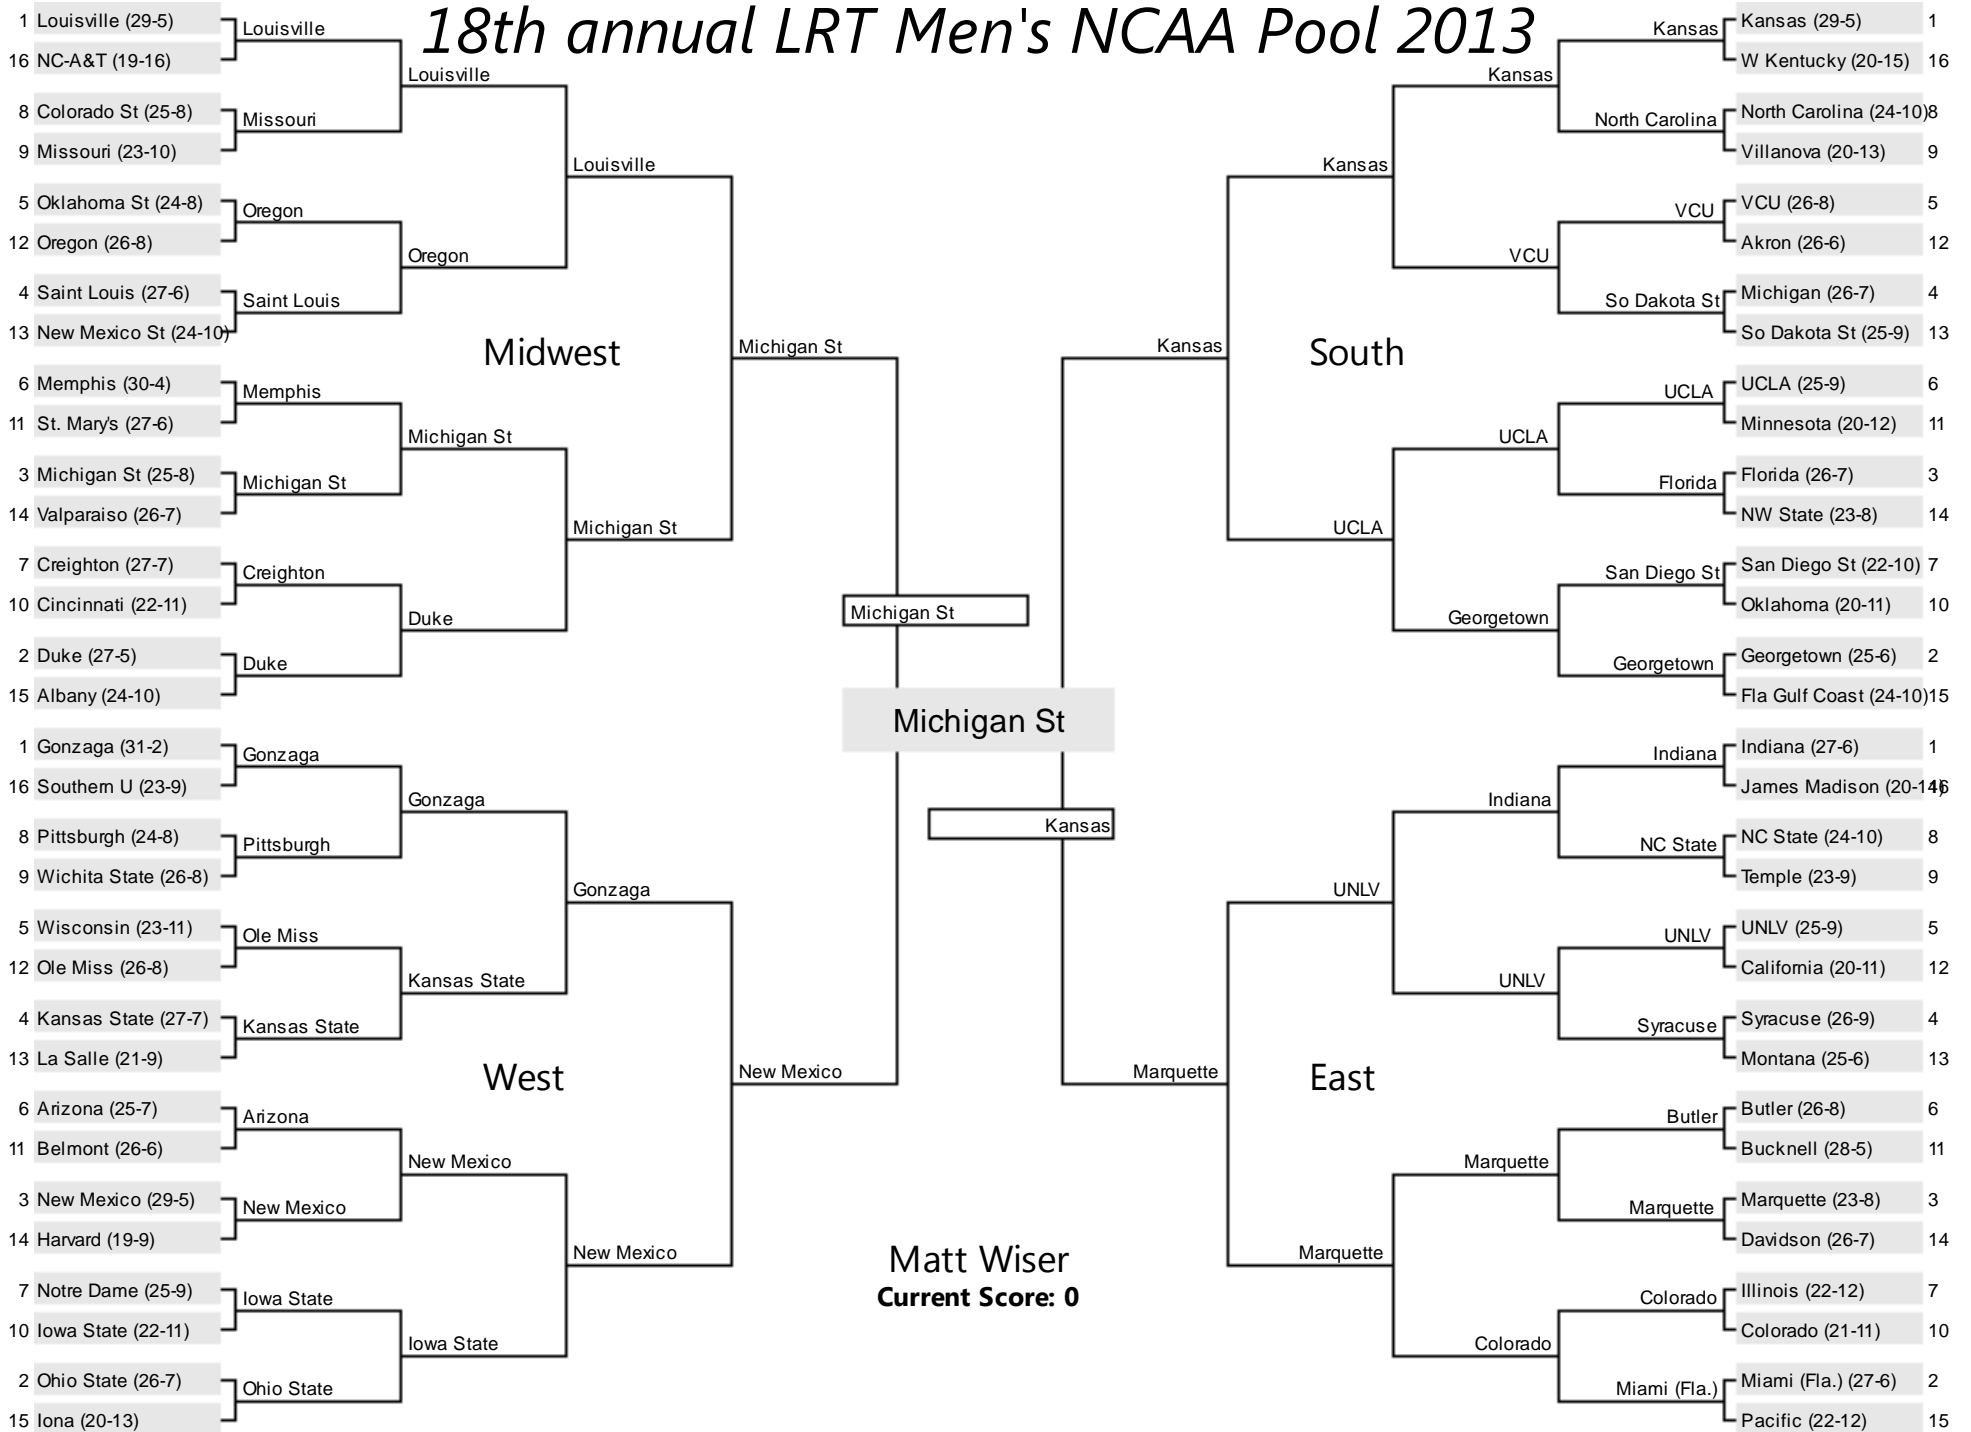 18th annual LRT Men's NCAA Pool 2013
1 Louisville (29-5)
16 NC-A&T (19-16)
8 Colorado St (25-8)
9 Missouri (23-10)
5 Oklahoma St (24-8)
12 Oregon (26-8)
4 Saint Louis (27-6)
13 New Mexico St (24-10)
6 Memphis (30-4)
11 St. Mary's (27-6)
3 Michigan St (25-8)
14 Valparaiso (26-7)
7 Creighton (27-7)
10 Cincinnati (22-11)
2 Duke (27-5)
15 Albany (24-10)
Louisville
Missouri
Oregon
Saint Louis
Memphis
Michigan St
Creighton
Duke
Louisville
Oregon
Michigan St
Duke
Louisville
Michigan St
Midwest
Michigan St
1 Gonzaga (31-2)
16 Southern U (23-9)
8 Pittsburgh (24-8)
9 Wichita State (26-8)
5 Wisconsin (23-11)
12 Ole Miss (26-8)
4 Kansas State (27-7)
13 La Salle (21-9)
6 Arizona (25-7)
11 Belmont (26-6)
3 New Mexico (29-5)
14 Harvard (19-9)
7 Notre Dame (25-9)
10 Iowa State (22-11)
2 Ohio State (26-7)
15 Iona (20-13)
Gonzaga
Pittsburgh
Ole Miss
Kansas State
Arizona
New Mexico
Iowa State
Ohio State
Gonzaga
Kansas State
New Mexico
Iowa State
Gonzaga
New Mexico
West
New Mexico
Michigan St
Michigan St
Kansas
Matt Wiser
Current Score: 0
Kansas
South
Kansas
UCLA
Kansas
VCU
UCLA
Georgetown
Kansas
North Carolina
VCU
So Dakota St
UCLA
Florida
San Diego St
Georgetown
Kansas (29-5) 1
W Kentucky (20-15) 16
North Carolina (24-10) 8
Villanova (20-13) 9
VCU (26-8) 5
Akron (26-6) 12
Michigan (26-7) 4
So Dakota St (25-9) 13
UCLA (25-9) 6
Minnesota (20-12) 11
Florida (26-7) 3
NW State (23-8) 14
San Diego St (22-10) 7
Oklahoma (20-11) 10
Georgetown (25-6) 2
Fla Gulf Coast (24-10) 15
Marquette
East
UNLV
Marquette
Indiana
UNLV
Marquette
Colorado
Indiana
NC State
UNLV
Syracuse
Butler
Marquette
Colorado
Miami (Fla.)
Indiana (27-6) 1
James Madison (20-14) 16
NC State (24-10) 8
Temple (23-9) 9
UNLV (25-9) 5
California (20-11) 12
Syracuse (26-9) 4
Montana (25-6) 13
Butler (26-8) 6
Bucknell (28-5) 11
Marquette (23-8) 3
Davidson (26-7) 14
Illinois (22-12) 7
Colorado (21-11) 10
Miami (Fla.) (27-6) 2
Pacific (22-12) 15